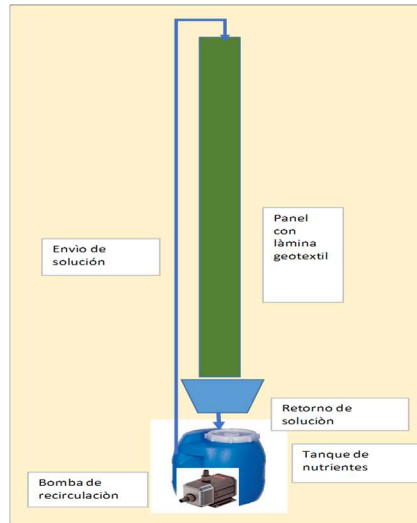 Envìo de
solución
Panel
con
làmina
geotextil
Retorno de
soluciòn
Tanque de
nutrientes
Bomba de
recirculaciòn